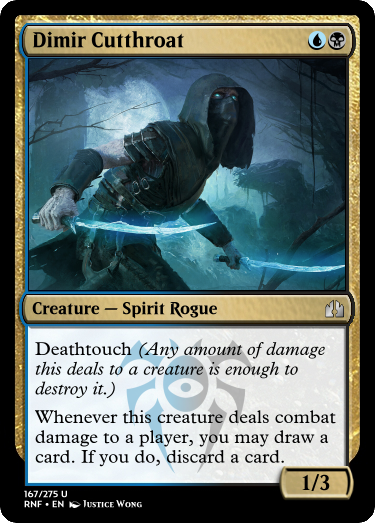 Dimir Cutthroat
Creature — Spirit Rogue
Deathtouch (Any amount of damage
this deals to a creature is enough to
destroy it.)
Whenever this creature deals combat
damage to a player, you may draw a
card. If you do, discard a card.
1/3
167/275 U
RNF • EN Justice Wong